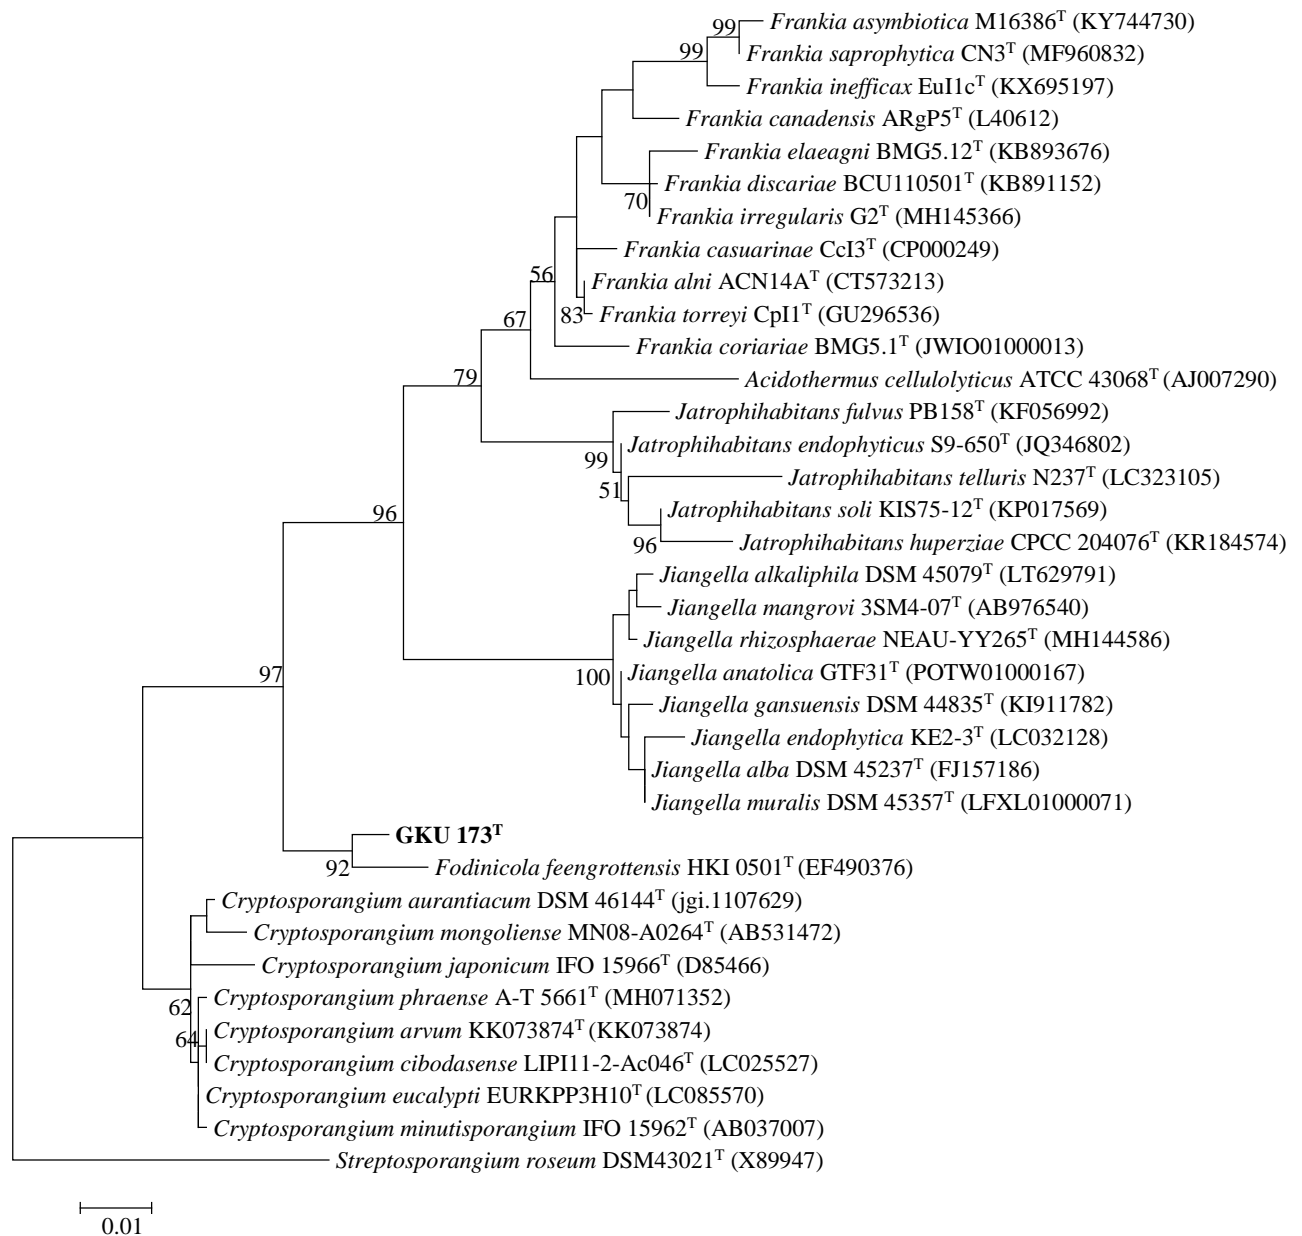 99 Frankia asymbiotica M16386ᵀ (KY744730)
99 Frankia saprophytica CN3ᵀ (MF960832)
Frankia inefficax EuI1cᵀ (KX695197)
Frankia canadensis ARgP5ᵀ (L40612)
Frankia elaeagni BMG5.12ᵀ (KB893676)
Frankia discariae BCU110501ᵀ (KB891152)
70 Frankia irregularis G2ᵀ (MH145366)
Frankia casuarinae CcI3ᵀ (CP000249)
56 Frankia alni ACN14Aᵀ (CT573213)
67 83 Frankia torreyi CpI1ᵀ (GU296536)
Frankia coriariae BMG5.1ᵀ (JWIO01000013)
79 Acidothermus cellulolyticus ATCC 43068ᵀ (AJ007290)
Jatrophihabitans fulvus PB158ᵀ (KF056992)
Jatrophihabitans endophyticus S9-650ᵀ (JQ346802)
99 Jatrophihabitans telluris N237ᵀ (LC323105)
51
96 Jatrophihabitans soli KIS75-12ᵀ (KP017569)
96 Jatrophihabitans huperziae CPCC 204076ᵀ (KR184574)
Jiangella alkaliphila DSM 45079ᵀ (LT629791)
Jiangella mangrovi 3SM4-07ᵀ (AB976540)
Jiangella rhizosphaerae NEAU-YY265ᵀ (MH144586)
97 100 Jiangella anatolica GTF31ᵀ (POTW01000167)
Jiangella gansuensis DSM 44835ᵀ (KI911782)
Jiangella endophytica KE2-3ᵀ (LC032128)
Jiangella alba DSM 45237ᵀ (FJ157186)
Jiangella muralis DSM 45357ᵀ (LFXL01000071)
GKU 173ᵀ
92 Fodinicola feengrottensis HKI 0501ᵀ (EF490376)
Cryptosporangium aurantiacum DSM 46144ᵀ (jgi.1107629)
Cryptosporangium mongoliense MN08-A0264ᵀ (AB531472)
Cryptosporangium japonicum IFO 15966ᵀ (D85466)
62 Cryptosporangium phraense A-T 5661ᵀ (MH071352)
64 Cryptosporangium arvum KK073874ᵀ (KK073874)
Cryptosporangium cibodasense LIPI11-2-Ac046ᵀ (LC025527)
Cryptosporangium eucalypti EURKPP3H10ᵀ (LC085570)
Cryptosporangium minutisporangium IFO 15962ᵀ (AB037007)
Streptosporangium roseum DSM43021ᵀ (X89947)
0.01